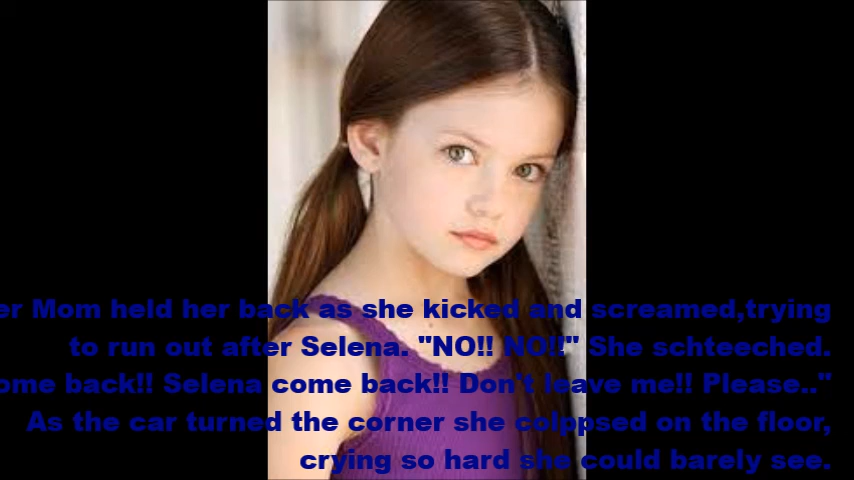 er Mom held her back as she kicked and screamed,trying
to run out after Selena. "NO!! NO!!" She schteeched.
ome back!! Selena come back!! Don't leave me!! Please.."
As the car turned the corner she colppsed on the floor,
crying so hard she could barely see.